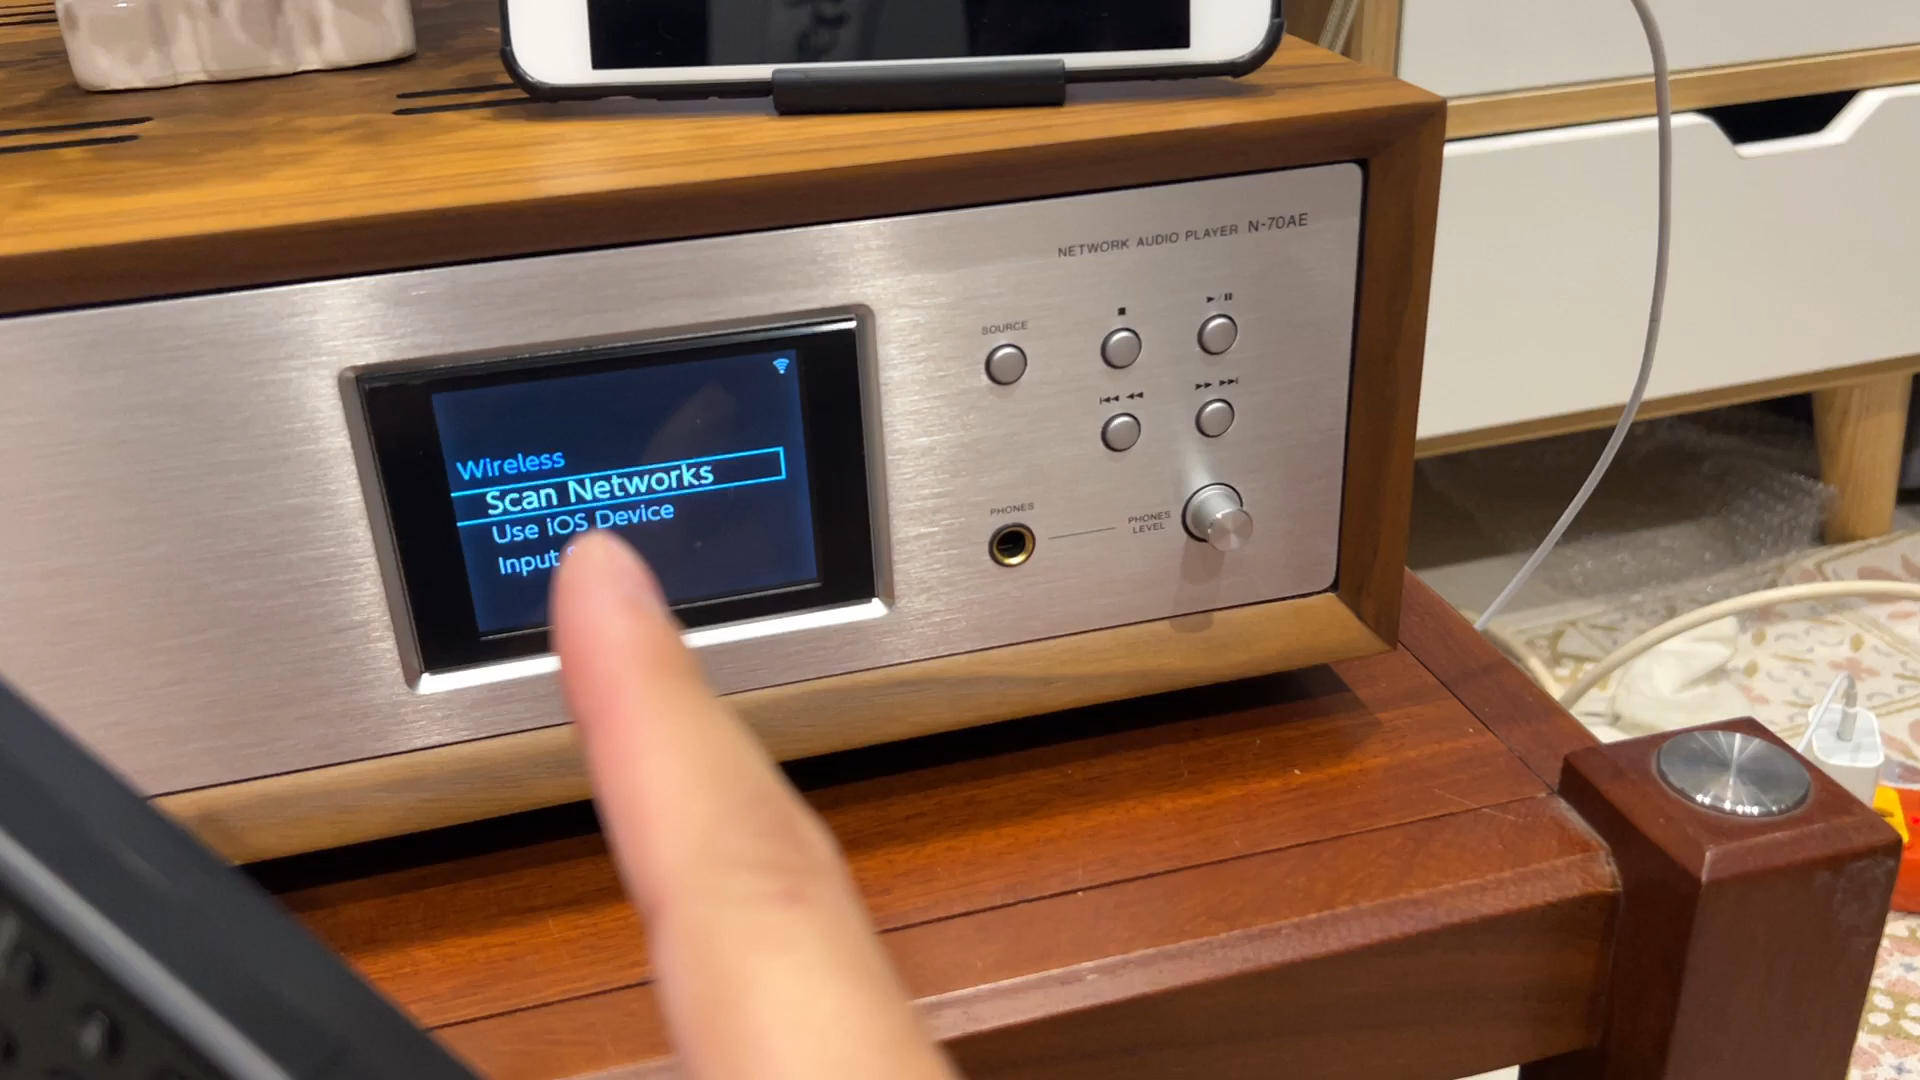 NETWORK AUDIO PLAYER N-70AE
SOURCE
Wireless
Scan Networks
Use iOS Device
Input
PHONES
PHONES
LEVEL